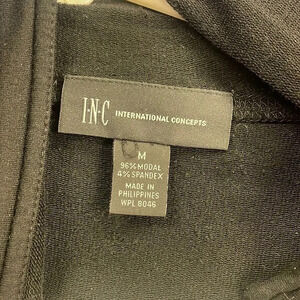 I·N·C INTERNATIONAL CONCEPTS
M
96% MODAL
4% SPANDEX
MADE IN
PHILIPPINES
WPL 8046